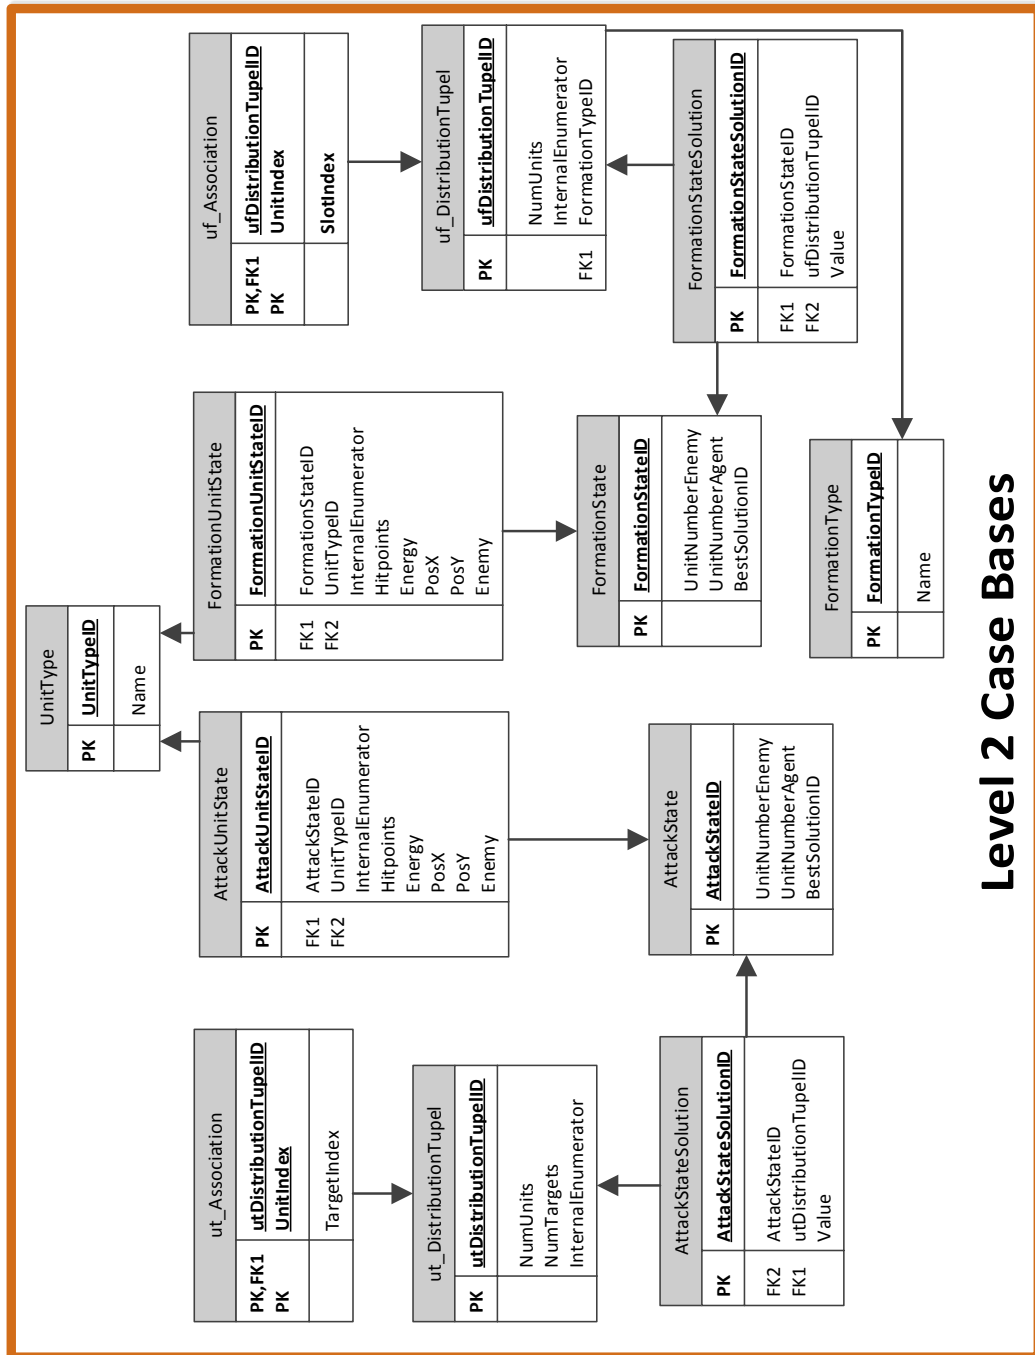 UnitType
PK UnitTypeID
Name
ut_Association
PK,FK1 utDistributionTupelID
PK UnitIndex
TargetIndex
AttackUnitState
PK AttackUnitStateID
FK1 AttackStateID
FK2 UnitTypeID
InternalEnumerator
Hitpoints
Energy
PosX
PosY
Enemy
FormationUnitState
PK FormationUnitStateID
FK1 FormationStateID
FK2 UnitTypeID
InternalEnumerator
Hitpoints
Energy
PosX
PosY
Enemy
uf_Association
PK,FK1 ufDistributionTupelID
PK UnitIndex
SlotIndex
ut_DistributionTupel
PK utDistributionTupelID
NumUnits
NumTargets
InternalEnumerator
uf_DistributionTupel
PK ufDistributionTupelID
NumUnits
InternalEnumerator
FK1 FormationTypeID
AttackStateSolution
PK AttackStateSolutionID
FK2 AttackStateID
FK1 utDistributionTupelID
Value
AttackState
PK AttackStateID
UnitNumberEnemy
UnitNumberAgent
BestSolutionID
FormationState
PK FormationStateID
UnitNumberEnemy
UnitNumberAgent
BestSolutionID
FormationStateSolution
PK FormationStateSolutionID
FK1 FormationStateID
FK2 ufDistributionTupelID
Value
FormationType
PK FormationTypeID
Name
Level 2 Case Bases